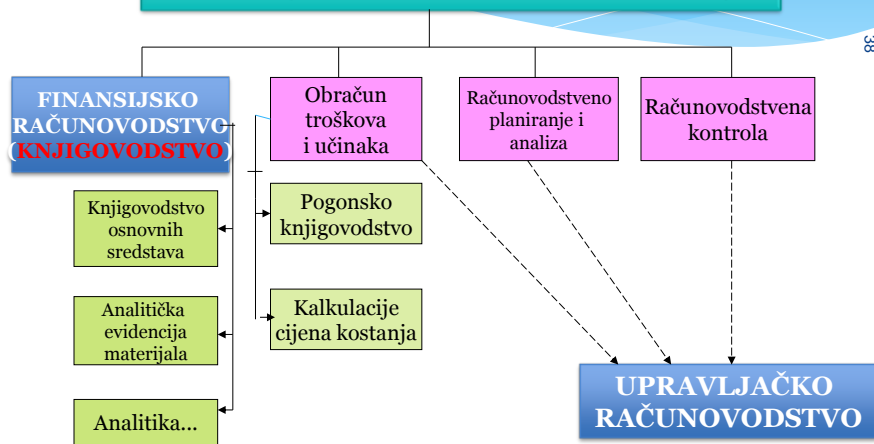 38
FINANSIJSKO
RAČUNOVODSTVO
(KNJIGOVODSTVO)
Obračun
troškova
i učinaka
Računovodstveno
planiranje i
analiza
Računovodstvena
kontrola
Knjigovodstvo
osnovnih
sredstava
Pogonsko
knjigovodstvo
Analitička
evidencija
materijala
Kalkulacije
cijena kostanja
Analitika...
UPRAVLJAČKO
RAČUNOVODSTVO